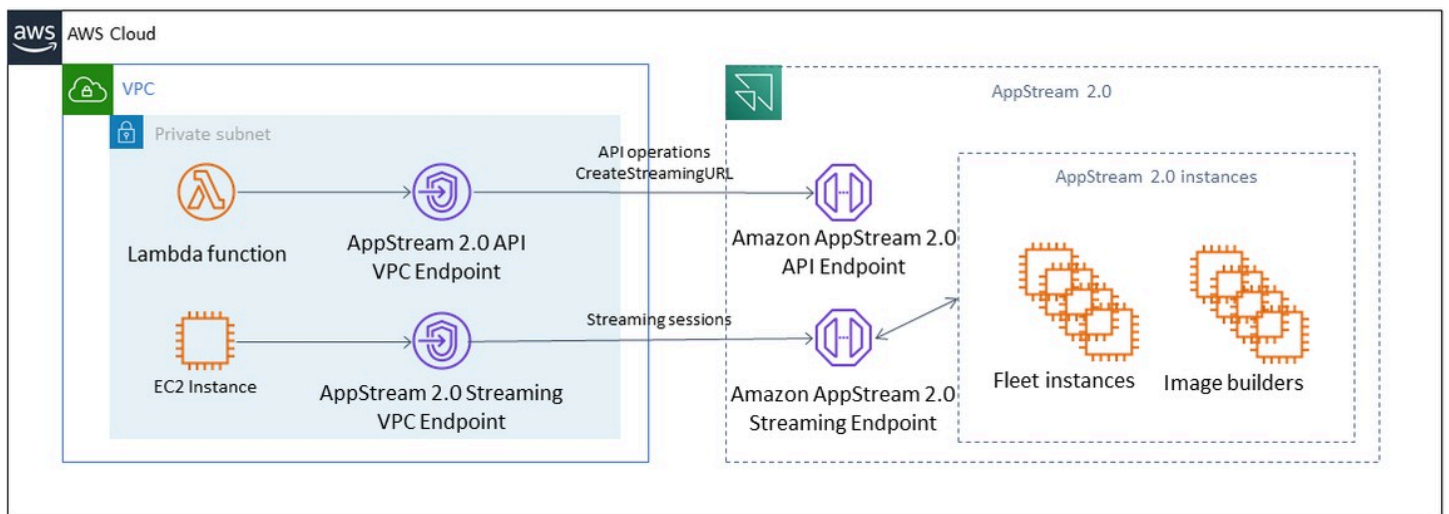 aws
AWS Cloud
VPC
Private subnet
Lambda function
AppStream 2.0 API
VPC Endpoint
EC2 Instance
AppStream 2.0 Streaming
VPC Endpoint
API operations
CreateStreamingURL
Streaming sessions
AppStream 2.0
Amazon AppStream 2.0
API Endpoint
Amazon AppStream 2.0
Streaming Endpoint
AppStream 2.0 instances
Fleet instances
Image builders